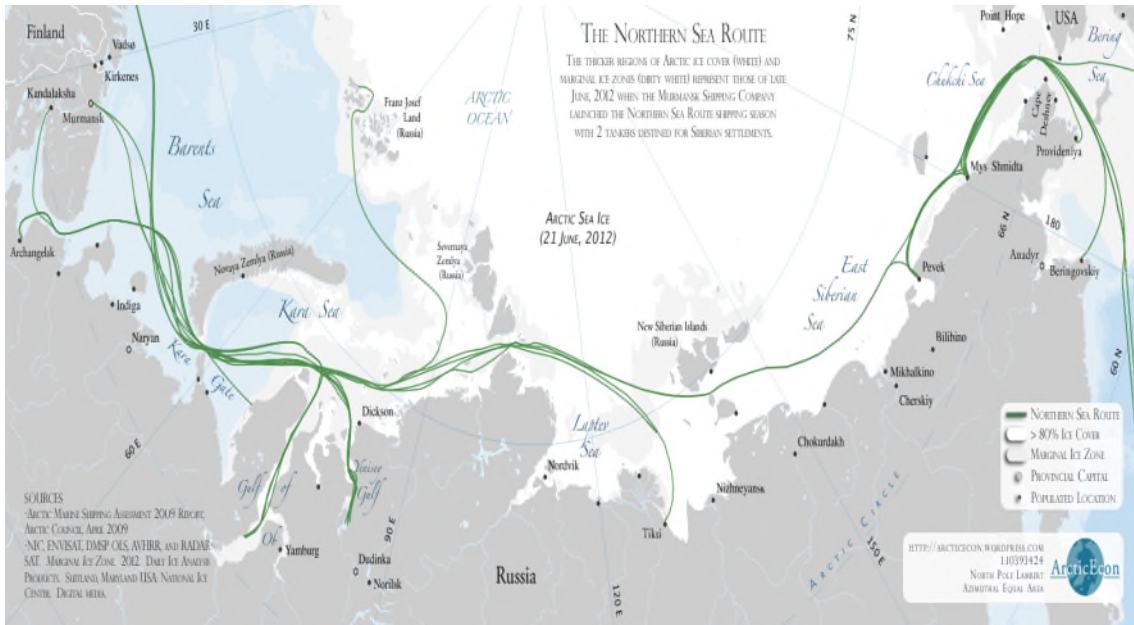 THE NORTHERN SEA ROUTE
THE THICKER REGIONS OF ARCTIC ICE COVER (WHITE) AND
MARGINAL ICE ZONES (DIRTY WHITE) REPRESENT THOSE OF LATE
JUNE, 2012 WHEN THE MURMANSK SHIPPING COMPANY
LAUNCHED THE NORTHERN SEA ROUTE SHIPPING SEASON
WITH 2 TANKERS DESTINED FOR SIBERIAN SETTLEMENTS.
Finland
30 E
Vadsø
Kirkenes
Kandalaksha
Murmansk
Barents
Sea
Franz Josef
Land
(Russia)
ARCTIC
OCEAN
75 N
Point Hope
USA
Bering
Sea
Chukchi Sea
Cape
Deshnev
Provideniya
Mys Shmidta
66 N
180
Anadyr
Beringovskiy
Archangelsk
Novaya Zemlya (Russia)
Severnaya
Zemlya
(Russia)
ARCTIC SEA ICE
(21 JUNE, 2012)
Kara Sea
East
Siberian
Sea
Pevek
Indiga
Naryan
Kara
Gate
New Siberian Islands
(Russia)
Bilibino
Mikhalkino
Cherskiy
60 N
60 E
Dickson
Laptev
Sea
Chokurdakh
Gulf of
Ob
Yenisey
Gulf
Nordvik
Nizhneyansk
Tiksi
Yamburg
90 E
Dudinka
Norilsk
Russia
120 E
ARCTIC CIRCLE
150 E
NORTHERN SEA ROUTE
> 80% ICE COVER
MARGINAL ICE ZONE
PROVINCIAL CAPITAL
POPULATED LOCATION
SOURCES
-ARCTIC MARINE SHIPPING ASSESSMENT 2009 REPORT,
ARCTIC COUNCIL, APRIL 2009
-NIC, ENVISAT, DMSP OLS, AVHRR, AND RADAR-
SAT. MARGINAL ICE ZONE. 2012. DAILY ICE ANALYSIS
PRODUCTS. SUITLAND, MARYLAND USA: NATIONAL ICE
CENTER. DIGITAL MEDIA.
HTTP://ARCTICECON.WORDPRESS.COM
1:10393424
NORTH POLE LAMBERT
AZIMUTHAL EQUAL AREA
ArcticEcon